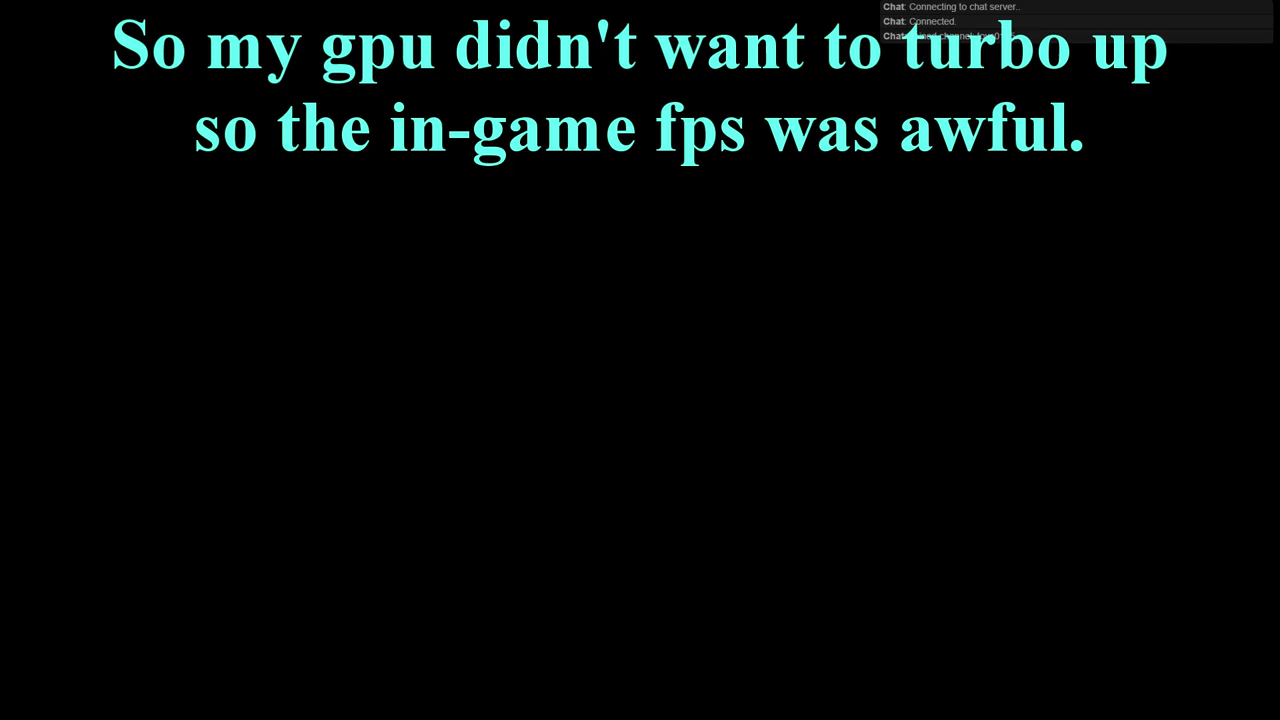 Chat: Connecting to chat server..
Chat: Connected.
Chat
So my gpu didn't want to turbo up
so the in-game fps was awful.